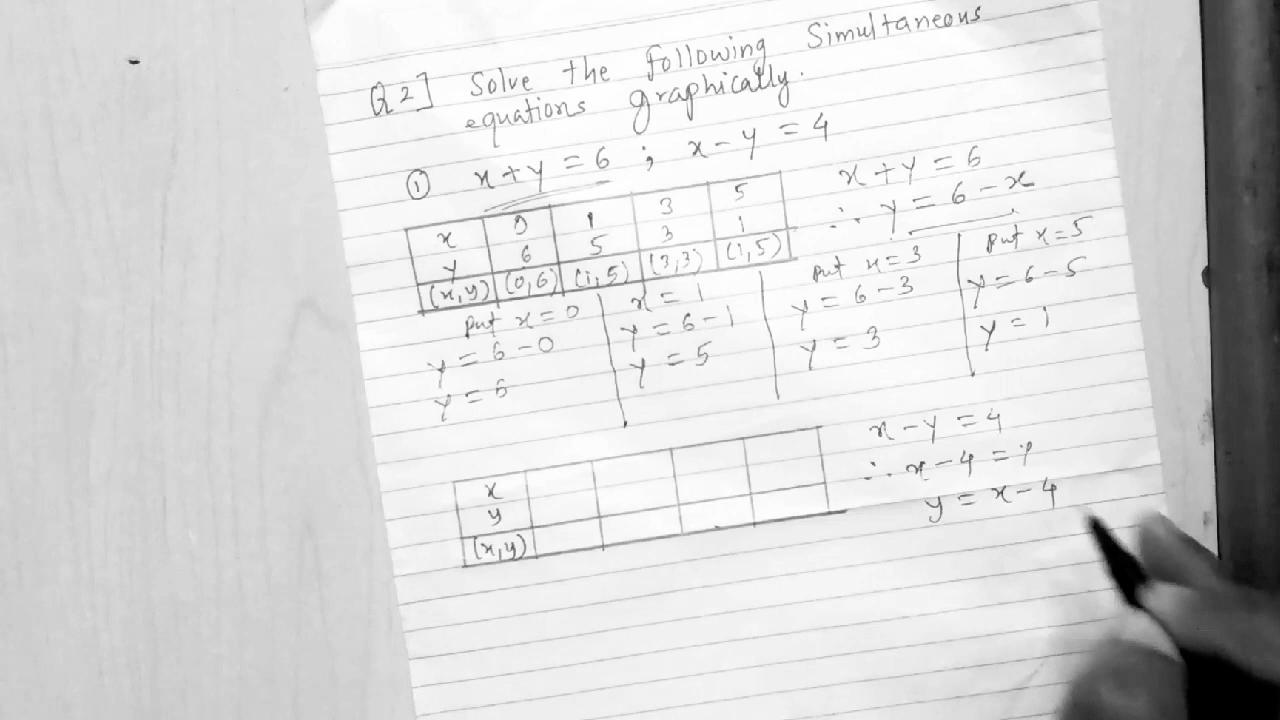 Q2] Solve the following Simultaneous
equations graphically.
① x + y = 6 ; x - y = 4
x + y = 6
∴ y = 6 - x
x 0 1 3 5
y 6 5 3 1
(x,y) (0,6) (1,5) (3,3) (1,5)
put x = 0
y = 6 - 0
y = 6
x = 1
y = 6 - 1
y = 5
put x = 3
y = 6 - 3
y = 3
put x = 5
y = 6 - 5
y = 1
x - y = 4
∴ x - 4 = y
y = x - 4
x
y
(x,y)